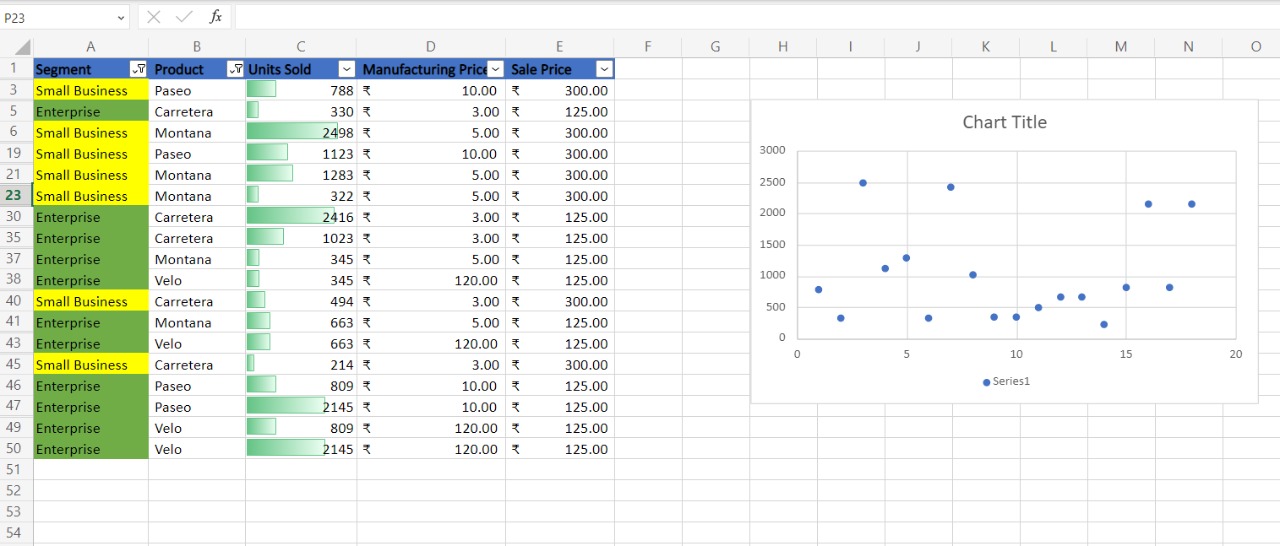 P23 fx
A B C D E F G H I J K L M N O
1 Segment Product Units Sold Manufacturing Price Sale Price
3 Small Business Paseo 788 ₹ 10.00 ₹ 300.00
5 Enterprise Carretera 330 ₹ 3.00 ₹ 125.00
6 Small Business Montana 2498 ₹ 5.00 ₹ 300.00
19 Small Business Paseo 1123 ₹ 10.00 ₹ 300.00
21 Small Business Montana 1283 ₹ 5.00 ₹ 300.00
23 Small Business Montana 322 ₹ 5.00 ₹ 300.00
30 Enterprise Carretera 2416 ₹ 3.00 ₹ 125.00
35 Enterprise Carretera 1023 ₹ 3.00 ₹ 125.00
37 Enterprise Montana 345 ₹ 5.00 ₹ 125.00
38 Enterprise Velo 345 ₹ 120.00 ₹ 125.00
40 Small Business Carretera 494 ₹ 3.00 ₹ 300.00
41 Enterprise Montana 663 ₹ 5.00 ₹ 125.00
43 Enterprise Velo 663 ₹ 120.00 ₹ 125.00
45 Small Business Carretera 214 ₹ 3.00 ₹ 300.00
46 Enterprise Paseo 809 ₹ 10.00 ₹ 125.00
47 Enterprise Paseo 2145 ₹ 10.00 ₹ 125.00
49 Enterprise Velo 809 ₹ 120.00 ₹ 125.00
50 Enterprise Velo 2145 ₹ 120.00 ₹ 125.00
51
52
53
54
Chart Title
3000
2500
2000
1500
1000
500
0
0 5 10 15 20
Series1